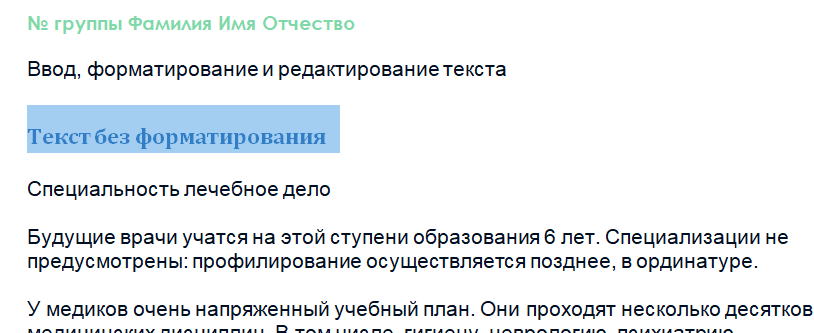 № группы Фамилия Имя Отчество
Ввод, форматирование и редактирование текста
Текст без форматирования
Специальность лечебное дело
Будущие врачи учатся на этой ступени образования 6 лет. Специализации не
предусмотрены: профилирование осуществляется позднее, в ординатуре.
У медиков очень напряженный учебный план. Они проходят несколько десятков
медицинских дисциплин. В том числе, гигиену, неврологию, психиатрию